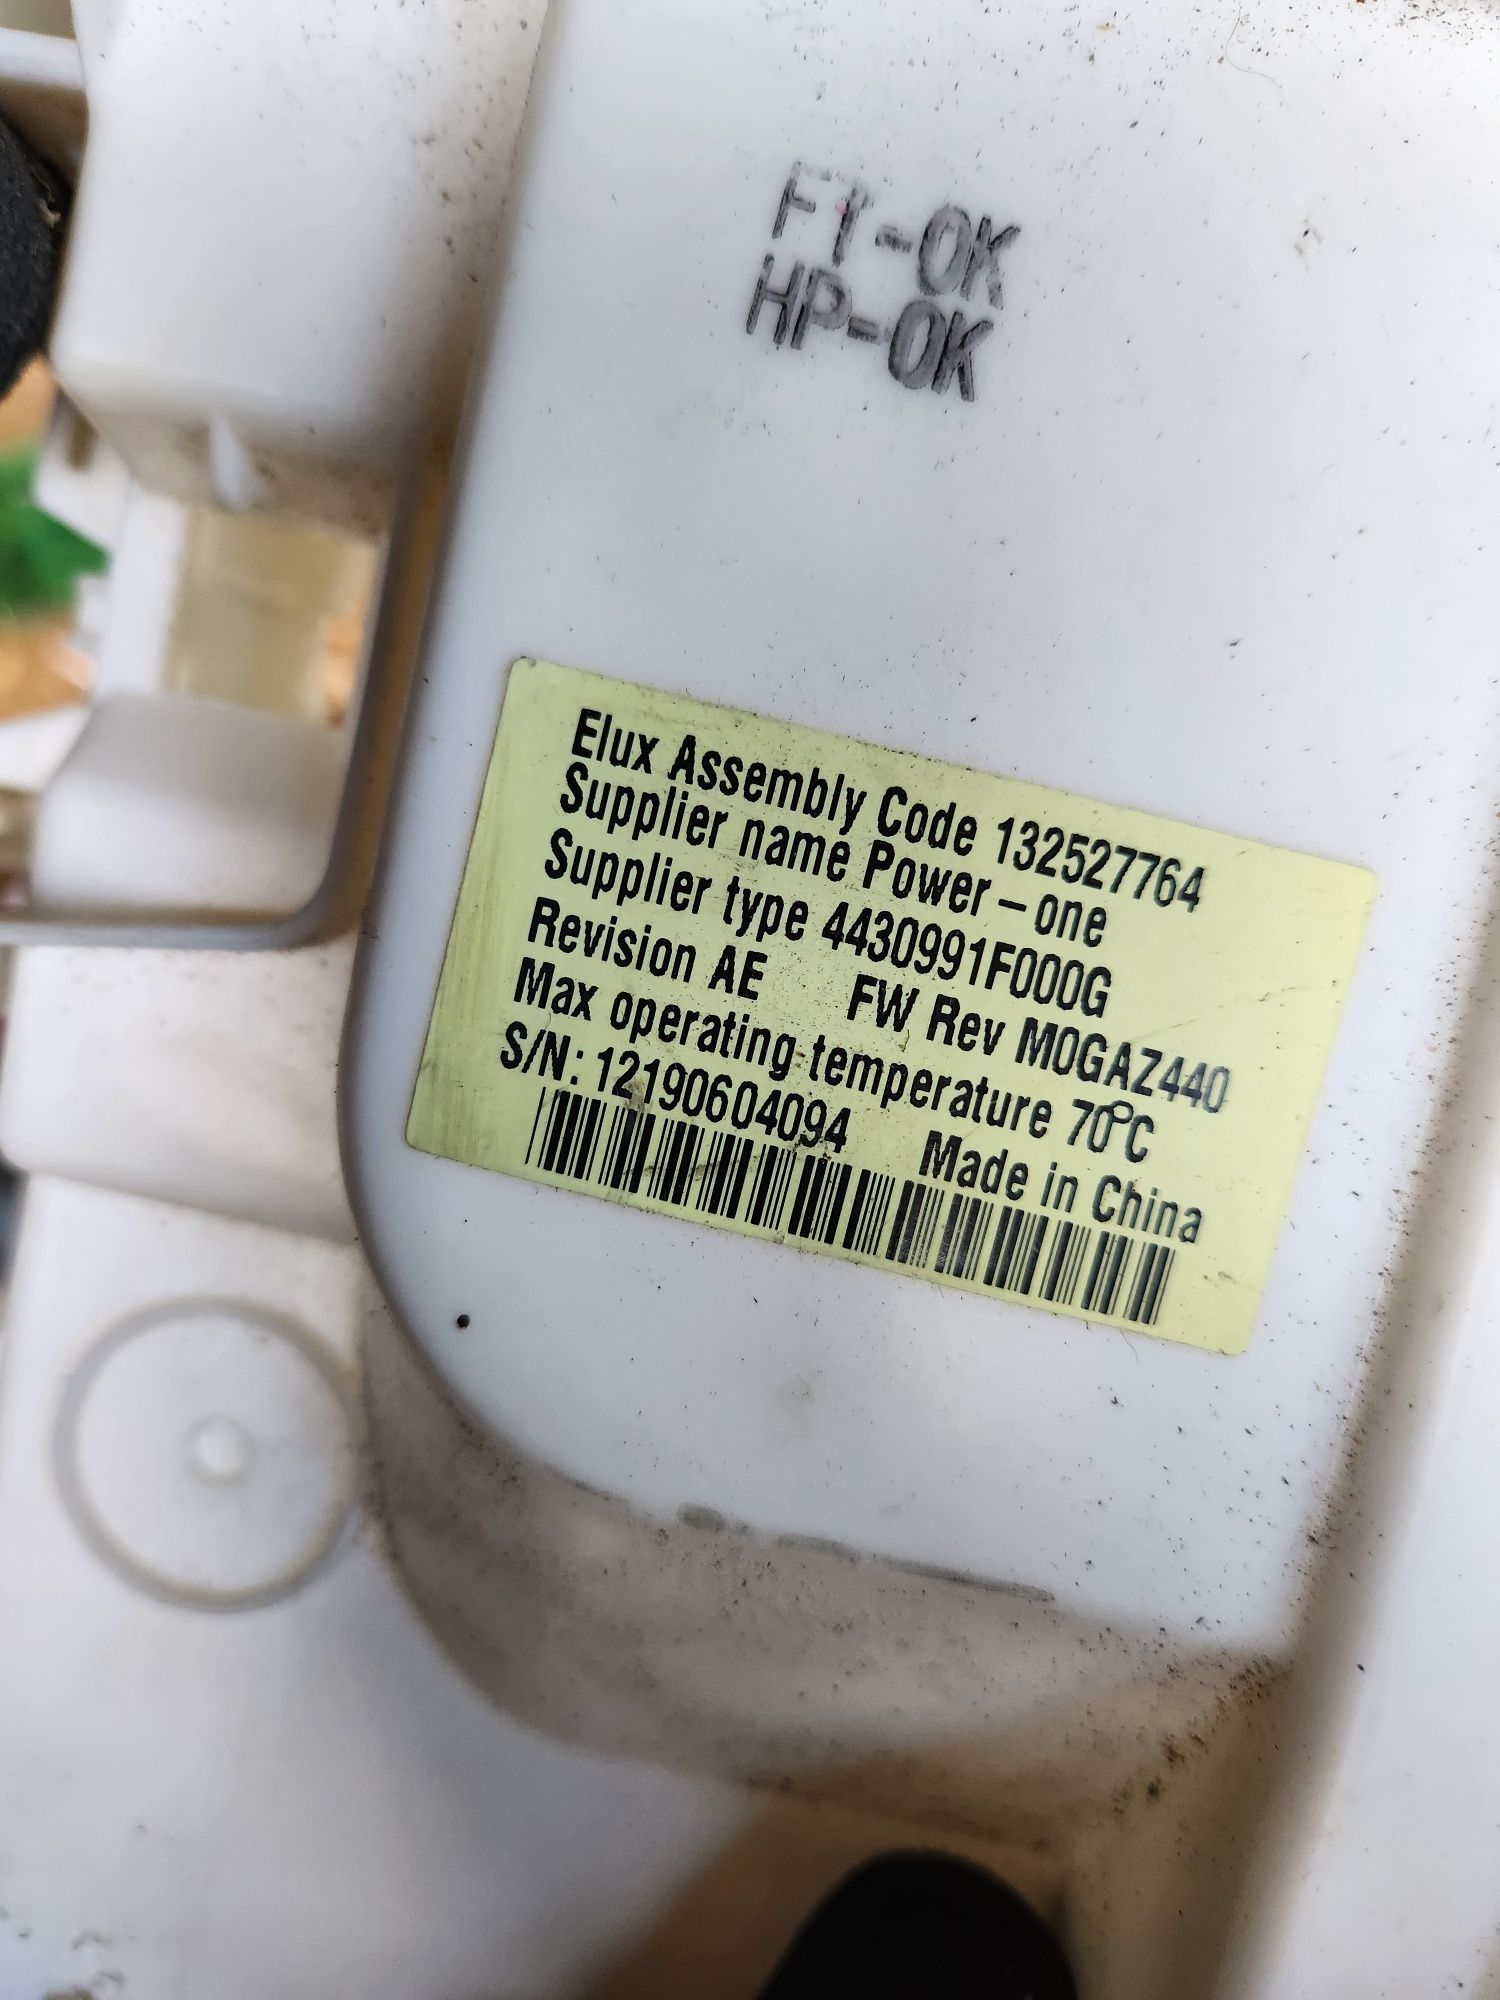 FT-OK
HP-OK
Elux Assembly Code 132527764
Supplier name Power-one
Supplier type 4430991F000G
Revision AE FW Rev M0GAZ440
Max operating temperature 70°C
S/N: 12190604094 Made in China